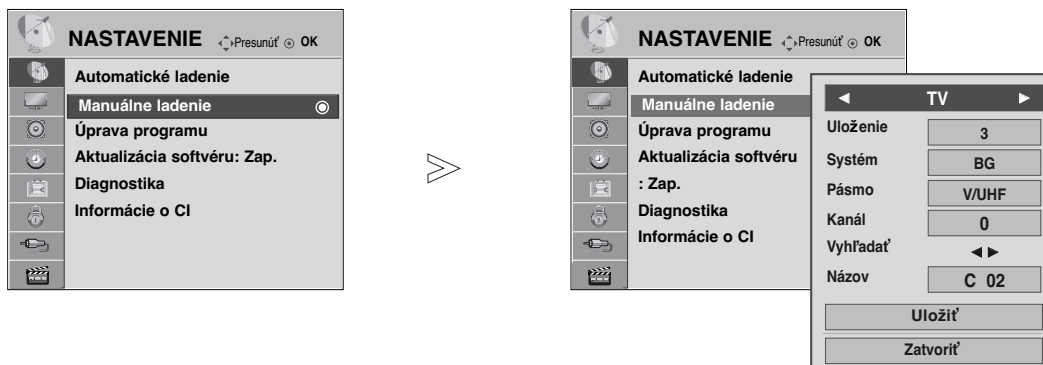 NASTAVENIE Presunúť OK
Automatické ladenie
Manuálne ladenie
Úprava programu
Aktualizácia softvéru: Zap.
Diagnostika
Informácie o CI
NASTAVENIE Presunúť OK
Automatické ladenie
Manuálne ladenie
Úprava programu
Aktualizácia softvéru
: Zap.
Diagnostika
Informácie o CI
◄ TV ►
Uloženie 3
Systém BG
Pásmo V/UHF
Kanál 0
Vyhľadať ◄►
Názov C 02
Uložiť
Zatvoriť